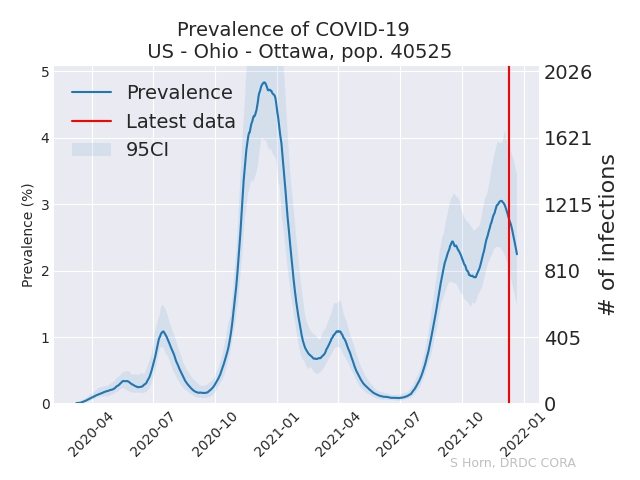 Prevalence of COVID-19
US - Ohio - Ottawa, pop. 40525
Prevalence
Latest data
95CI
Prevalence (%)
5
4
3
2
1
0
2026
1621
1215
810
405
0
# of infections
2020-04
2020-07
2020-10
2021-01
2021-04
2021-07
2021-10
2022-01
S Horn, DRDC CORA